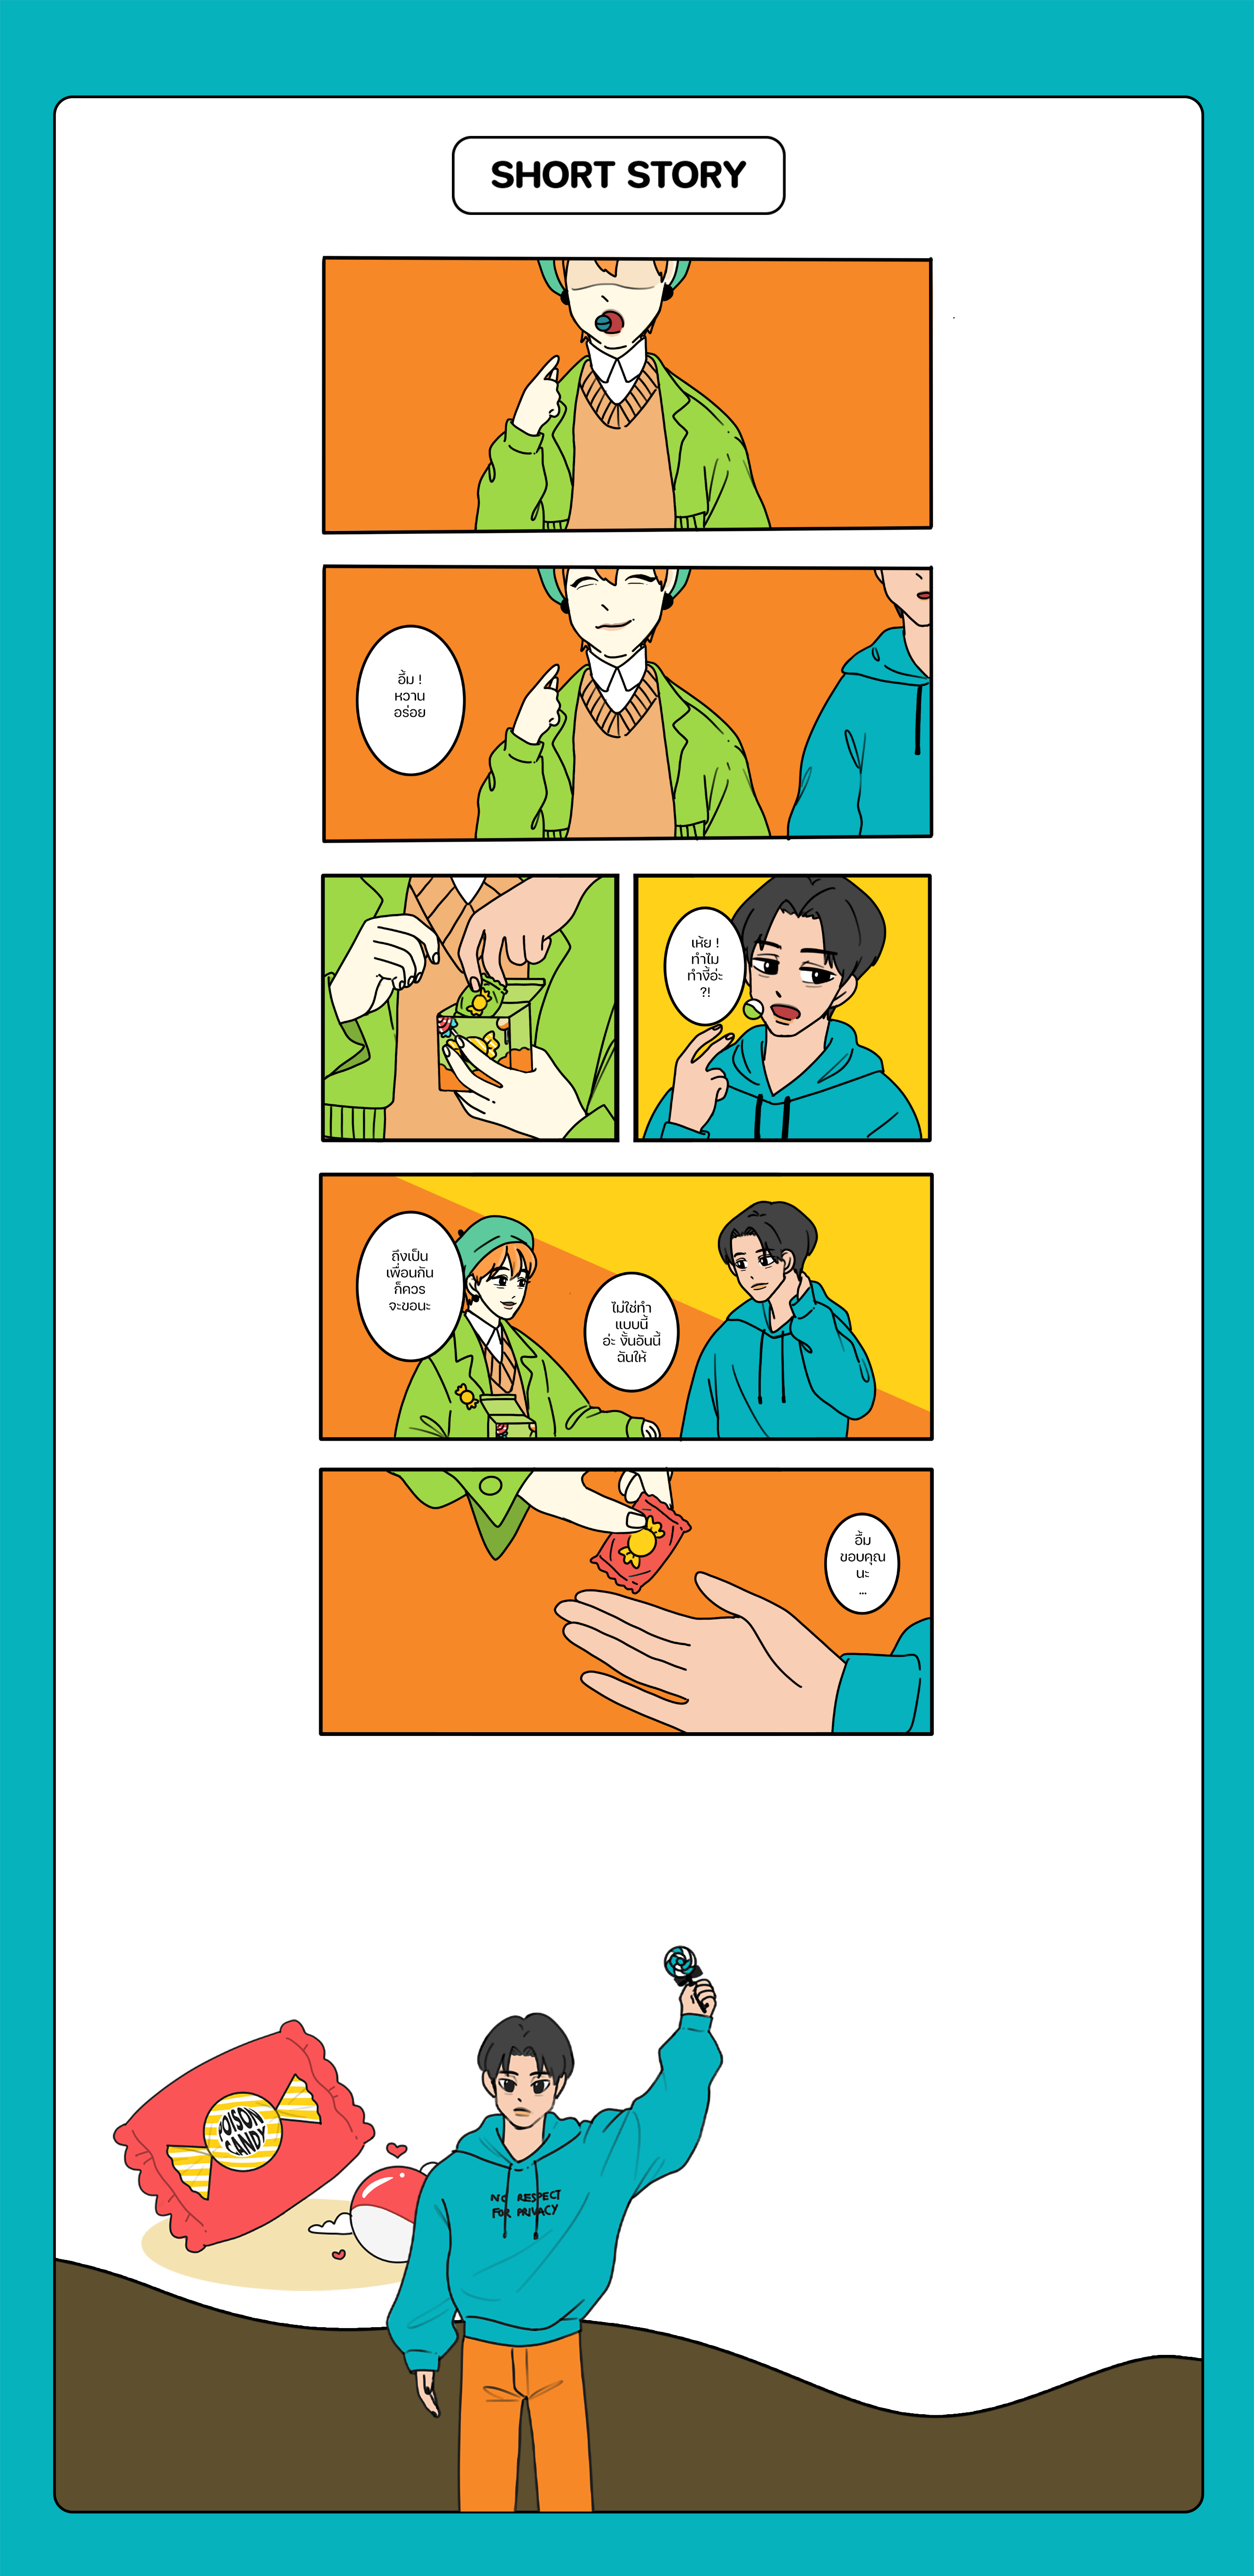 SHORT STORY
อื้ม !
หวาน
อร่อย
เห้ย !
ทำไม
ทำงี้อ่ะ
?!
ถึงเป็น
เพื่อนกัน
ก็ควร
จะขอนะ
ไม่ใช่ทำ
แบบนี้
อ่ะ งั้นอันนี้
ฉันให้
อื้ม
ขอบคุณ
นะ
...
POISON
CANDY
NO RESPECT
FOR PRIVACY